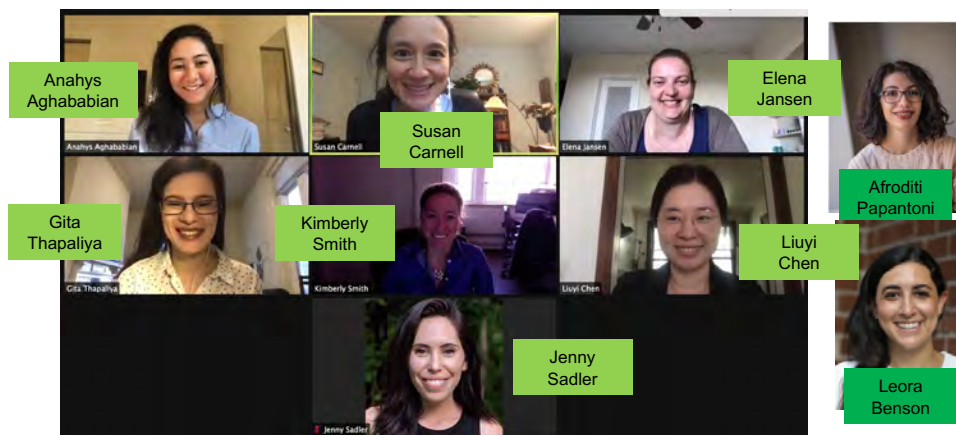 Anahys
Aghababian
Anahys Aghababian
Susan
Carnell
Susan Carnell
Elena
Jansen
Elena Jansen
Afroditi
Papantoni
Gita
Thapaliya
Gita Thapaliya
Kimberly
Smith
Kimberly Smith
Liuyi
Chen
Liuyi Chen
Jenny
Sadler
Jenny Sadler
Leora
Benson